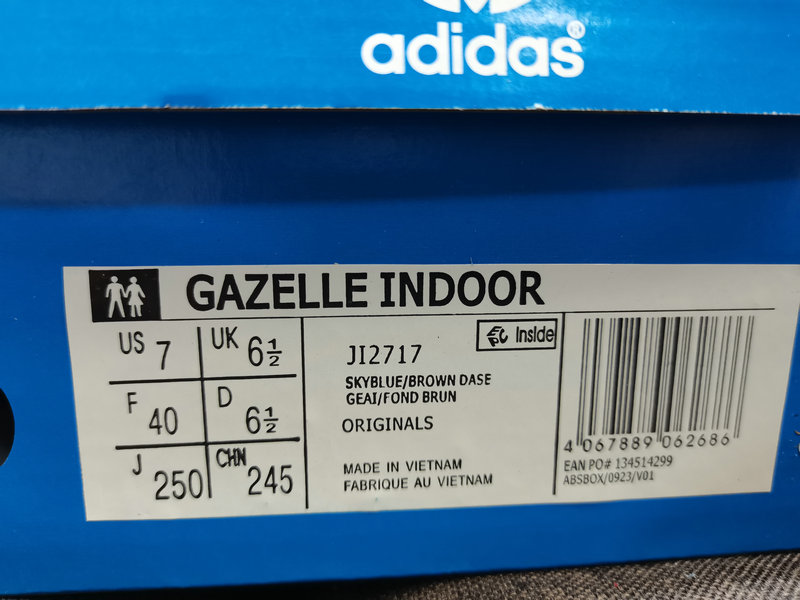 adidas®
GAZELLE INDOOR
US 7
UK 6½
F 40
D 6½
J 250
CHN 245
EPC Inside
JI2717
SKYBLUE/BROWN DASE
GEAI/FOND BRUN
ORIGINALS
MADE IN VIETNAM
FABRIQUE AU VIETNAM
4 067889 062686
EAN PO# 134514299
ABSBOX/0923/V01